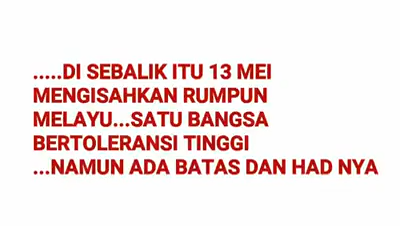 .....DI SEBALIK ITU 13 MEI
MENGISAHKAN RUMPUN
MELAYU...SATU BANGSA
BERTOLERANSI TINGGI
...NAMUN ADA BATAS DAN HAD NYA